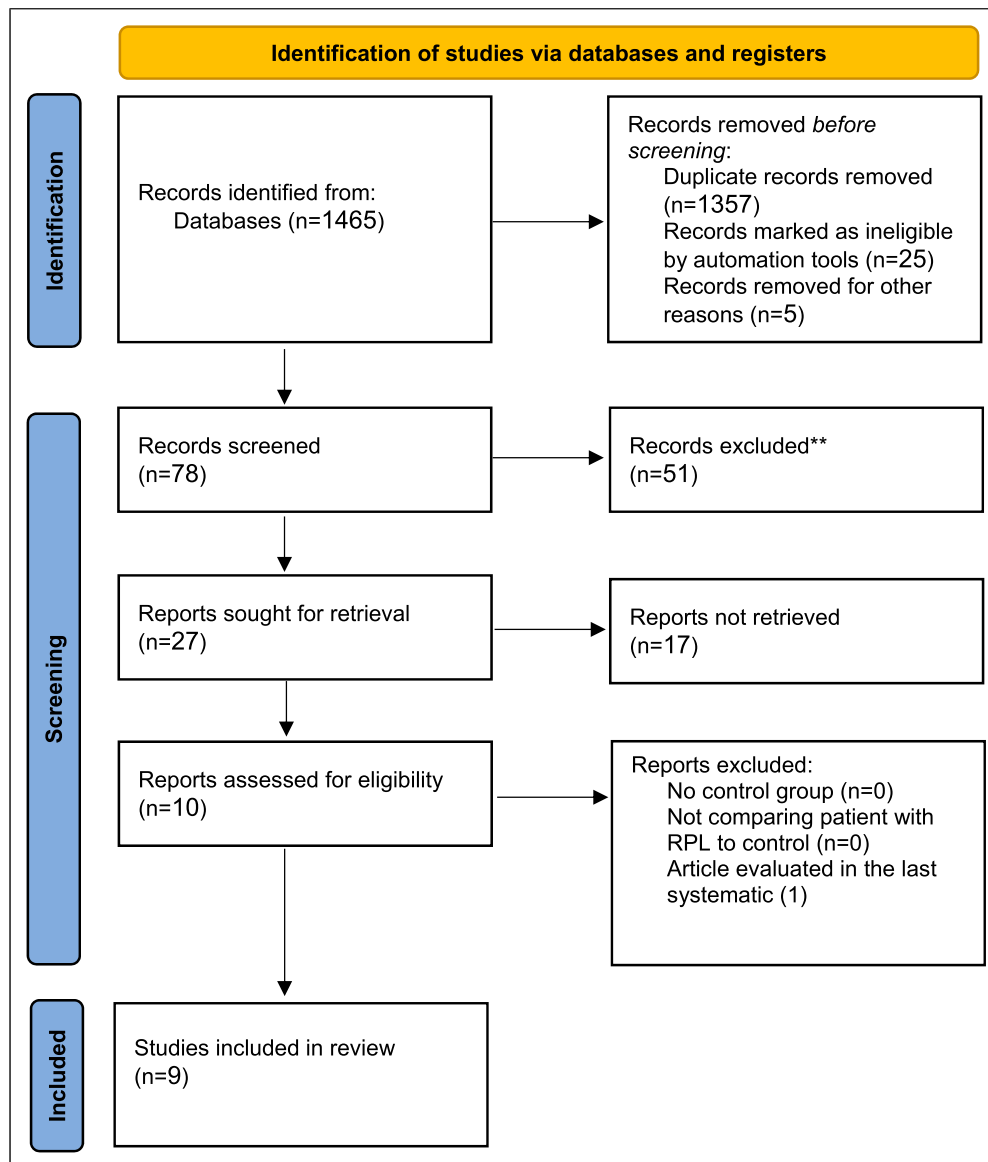 Identification of studies via databases and registers
Identification
Records identified from:
Databases (n=1465)
Records removed before
screening:
Duplicate records removed
(n=1357)
Records marked as ineligible
by automation tools (n=25)
Records removed for other
reasons (n=5)
Screening
Records screened
(n=78)
Records excluded**
(n=51)
Reports sought for retrieval
(n=27)
Reports not retrieved
(n=17)
Reports assessed for eligibility
(n=10)
Reports excluded:
No control group (n=0)
Not comparing patient with
RPL to control (n=0)
Article evaluated in the last
systematic (1)
Included
Studies included in review
(n=9)